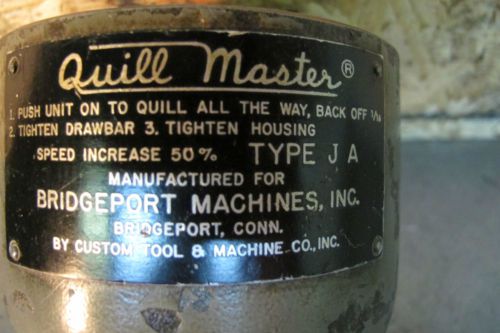 Quill Master®
1. PUSH UNIT ON TO QUILL ALL THE WAY, BACK OFF 1/16
2. TIGHTEN DRAWBAR 3. TIGHTEN HOUSING
SPEED INCREASE 50% TYPE J A
MANUFACTURED FOR
BRIDGEPORT MACHINES, INC.
BRIDGEPORT, CONN.
BY CUSTOM TOOL & MACHINE CO., INC.